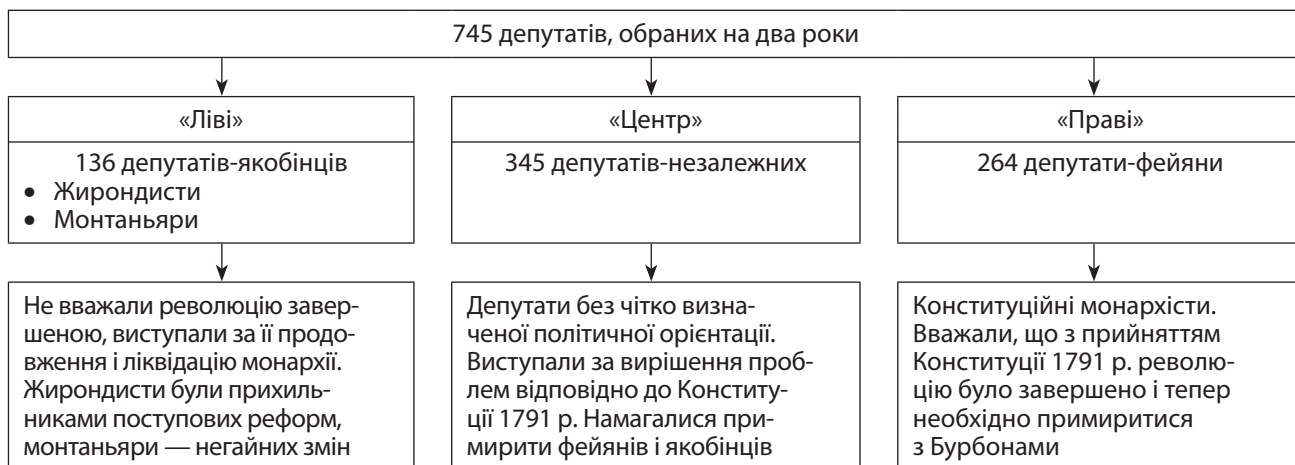 745 депутатів, обраних на два роки
«Ліві»
136 депутатів-якобінців
• Жирондисти
• Монтаньяри
Не вважали революцію завер-
шеною, виступали за її продо-
вження і ліквідацію монархії.
Жирондисти були прихиль-
никами поступових реформ,
монтаньяри — негайних змін
«Центр»
345 депутатів-незалежних
Депутати без чітко визна-
ченої політичної орієнтації.
Виступали за вирішення проб-
лем відповідно до Конститу-
ції 1791 р. Намагалися при-
мирити фейянів і якобінців
«Праві»
264 депутати-фейяни
Конституційні монархісти.
Вважали, що з прийняттям
Конституції 1791 р. револю-
цію було завершено і тепер
необхідно примиритися
з Бурбонами